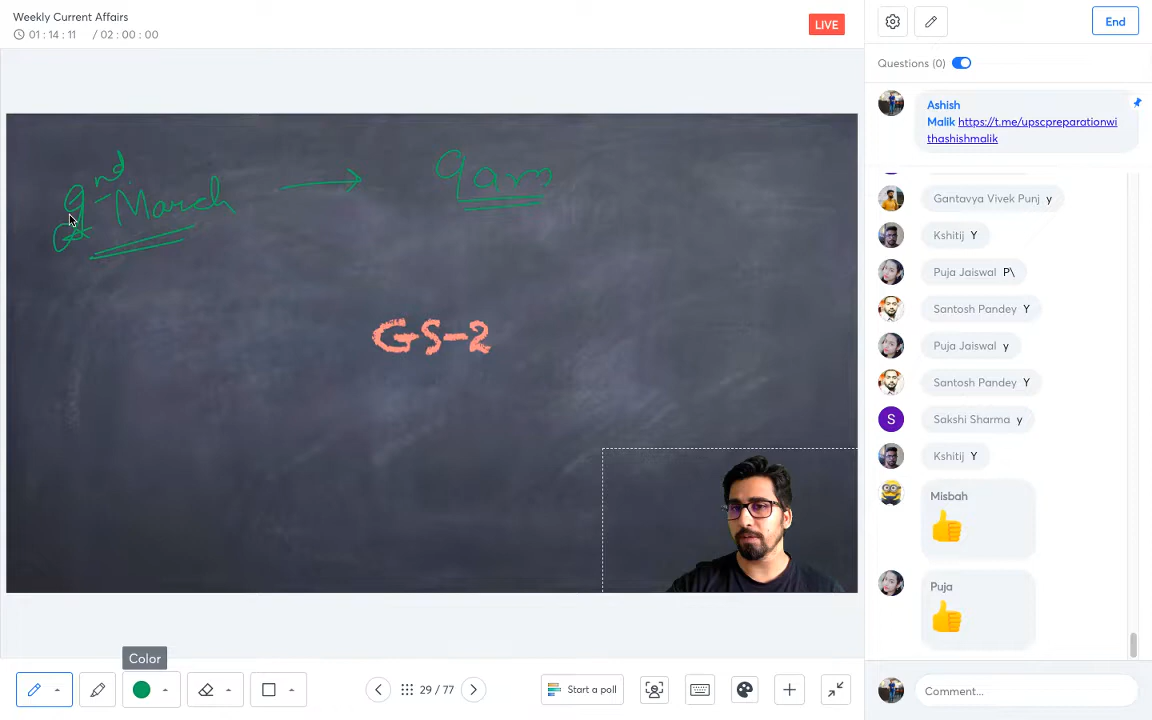 Weekly Current Affairs
01 : 14 : 11 / 02 : 00 : 00
LIVE
End
Questions (0)
Ashish
Malik https://t.me/upscpreparationwi
thashishmalik
Gantavya Vivek Punj y
Kshitij Y
Puja Jaiswal P\
Santosh Pandey Y
Puja Jaiswal y
Santosh Pandey Y
S Sakshi Sharma y
Kshitij Y
Misbah
Puja
9nd March → 9am
GS-2
Color
29 / 77
Start a poll
Comment...